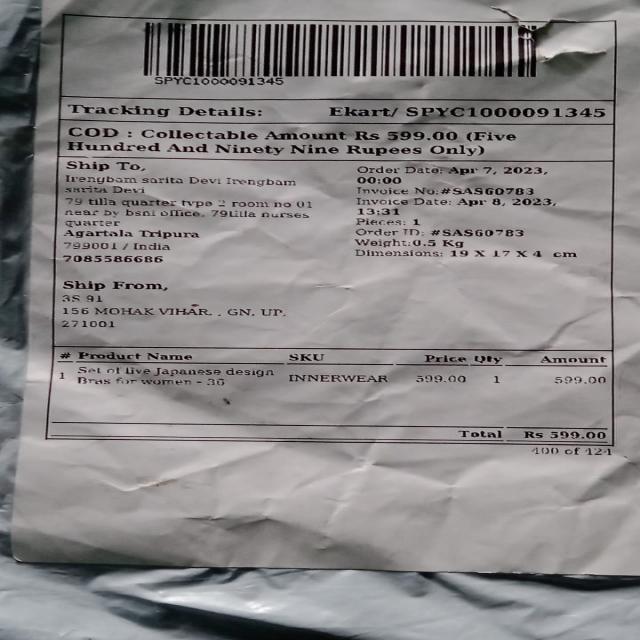 SPYC1000091345
Tracking Details: Ekart/ SPYC1000091345
COD : Collectable Amount Rs 599.00 (Five
Hundred And Ninety Nine Rupees Only)
Ship To,
Irengbam sarita Devi Irengbam
sarita Devi
79 tilla quarter type 2 room no 01
near by bsnl office. 79tilla nurses
quarter
Agartala Tripura
799001 / India
7085586686
Order Date: Apr 7, 2023,
00:00
Invoice No:#SAS60783
Invoice Date: Apr 8, 2023,
13:31
Pieces: 1
Order ID: #SAS60783
Weight:0.5 Kg
Dimensions: 19 X 17 X 4 cm
Ship From,
3S 91
156 MOHAK VIHAR. , GN. UP.
271001
# Product Name SKU Price Qty Amount
1 Set of five Japanese design
Bras for women - 36 INNERWEAR 599.00 1 599.00
Total Rs 599.00
400 of 424